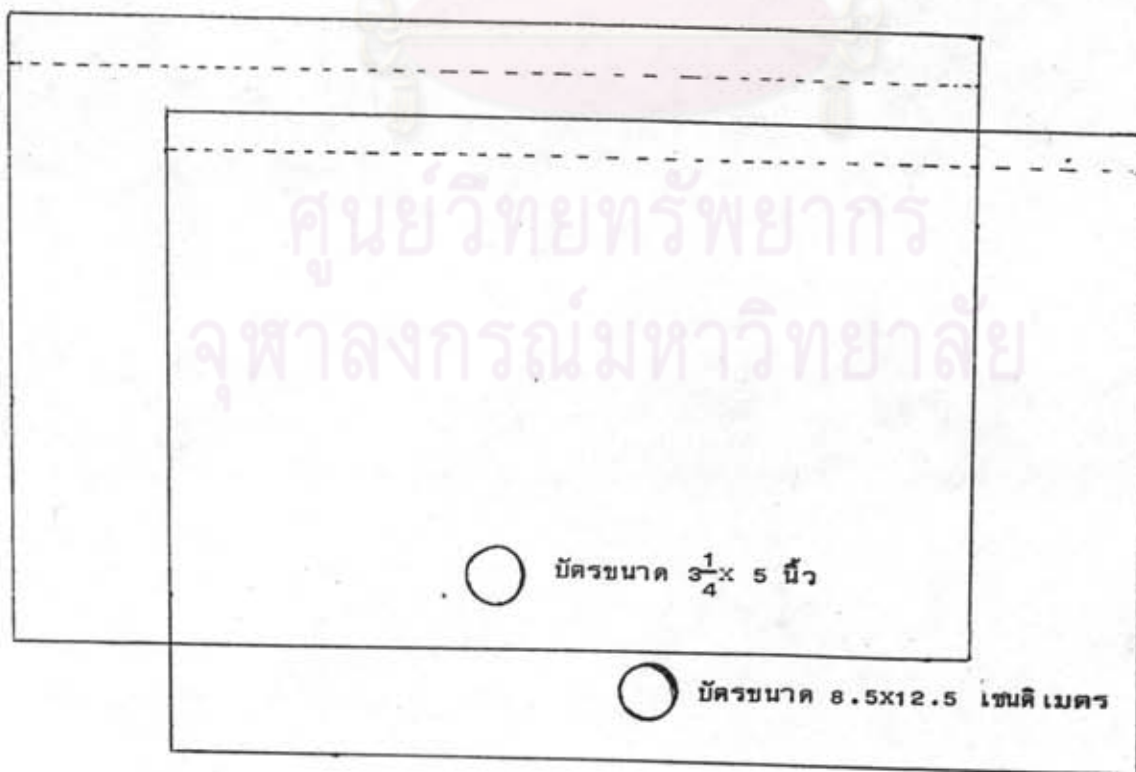 ศูนย์วิทยทรัพยากร
จุฬาลงกรณ์มหาวิทยาลัย
บัตรขนาด 3 1/4 x 5 นิ้ว
บัตรขนาด 8.5X12.5 เซนติเมตร